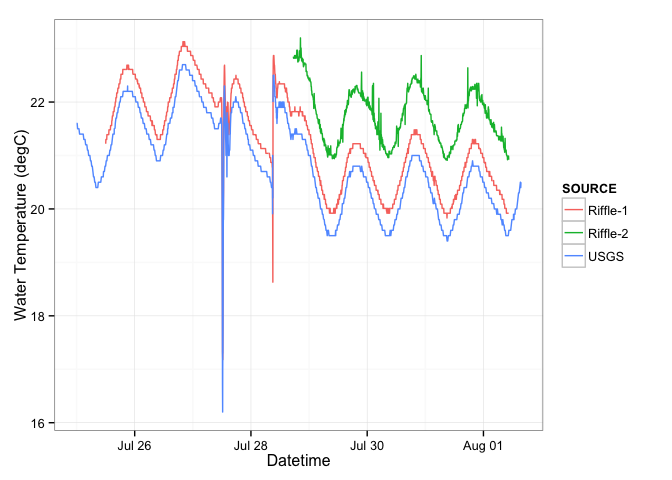 Water Temperature (degC)
22
20
18
16
Jul 26
Jul 28
Jul 30
Aug 01
Datetime
SOURCE
Riffle-1
Riffle-2
USGS